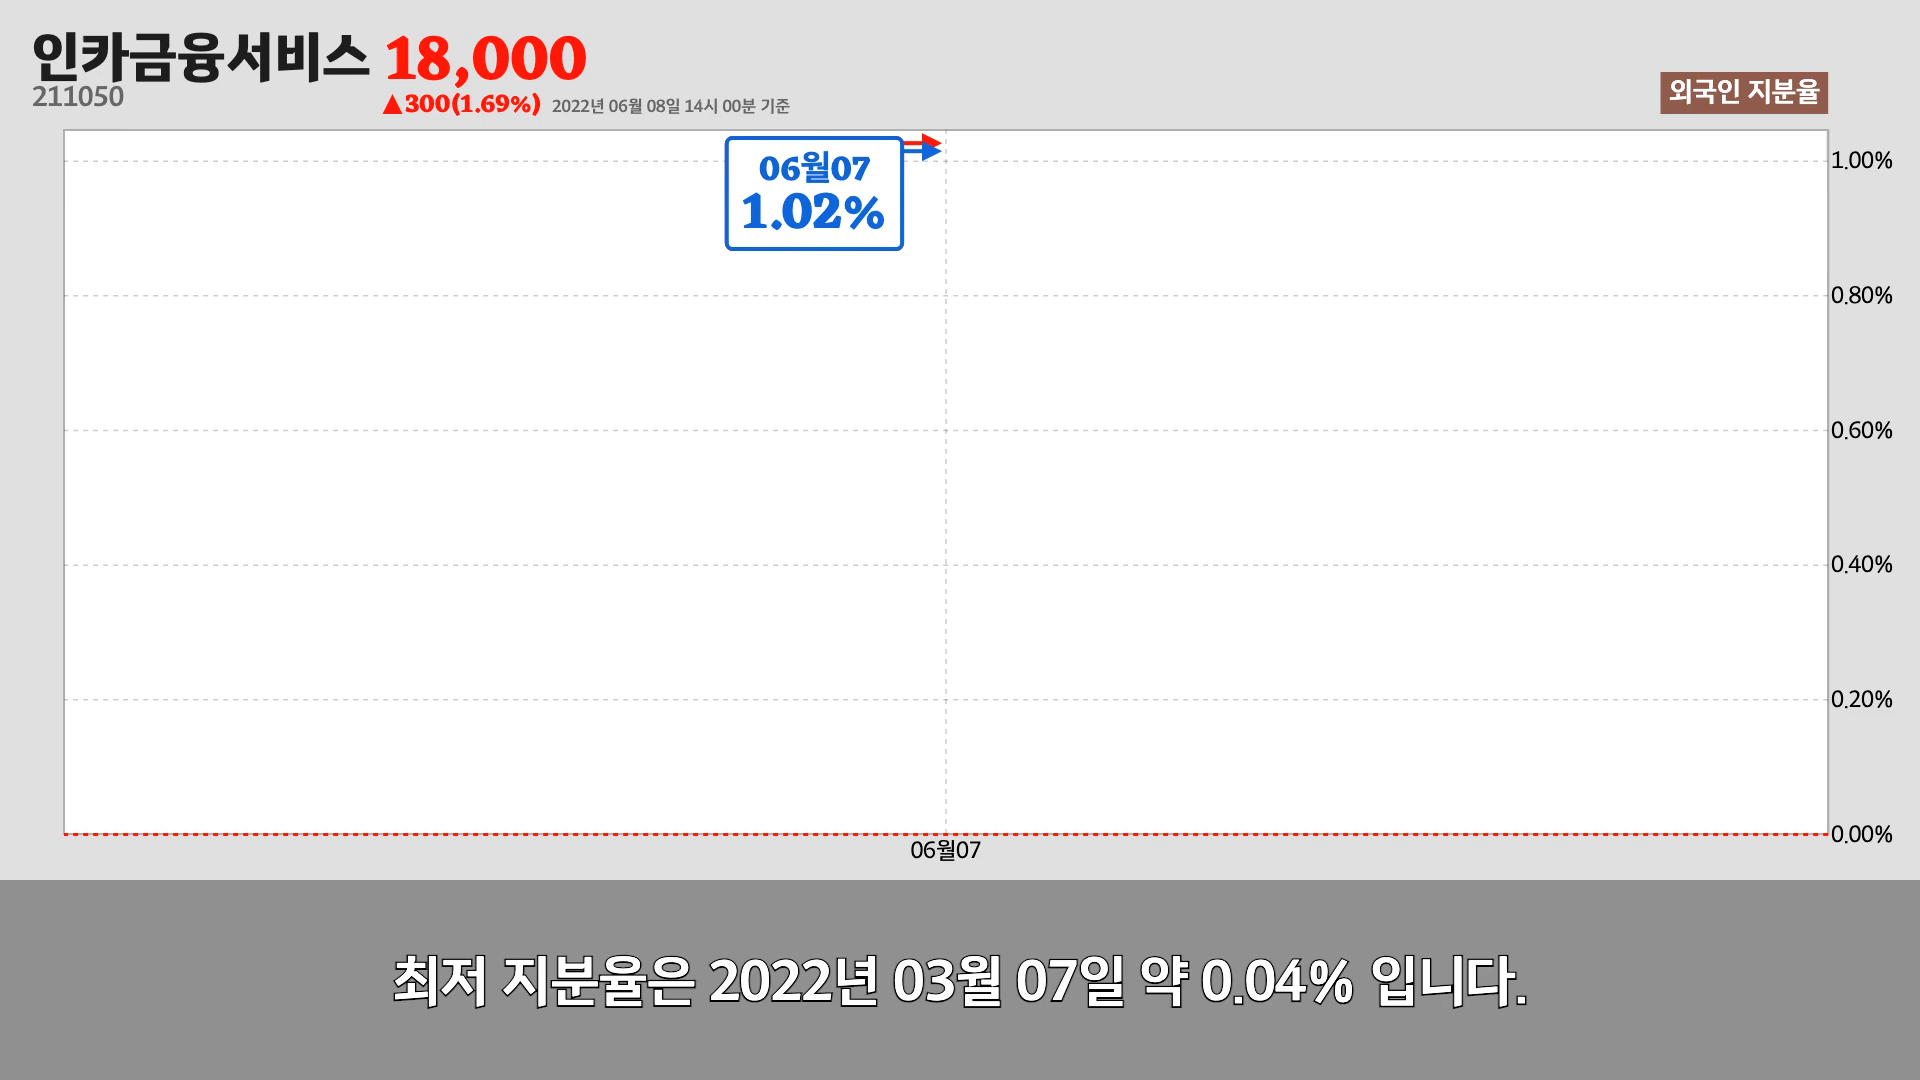 인카금융서비스 18,000
211050
▲300(1.69%) 2022년 06월 08일 14시 00분 기준
외국인 지분율
06월07
1.02%
1.00%
0.80%
0.60%
0.40%
0.20%
0.00%
06월07
최저 지분율은 2022년 03월 07일 약 0.04% 입니다.